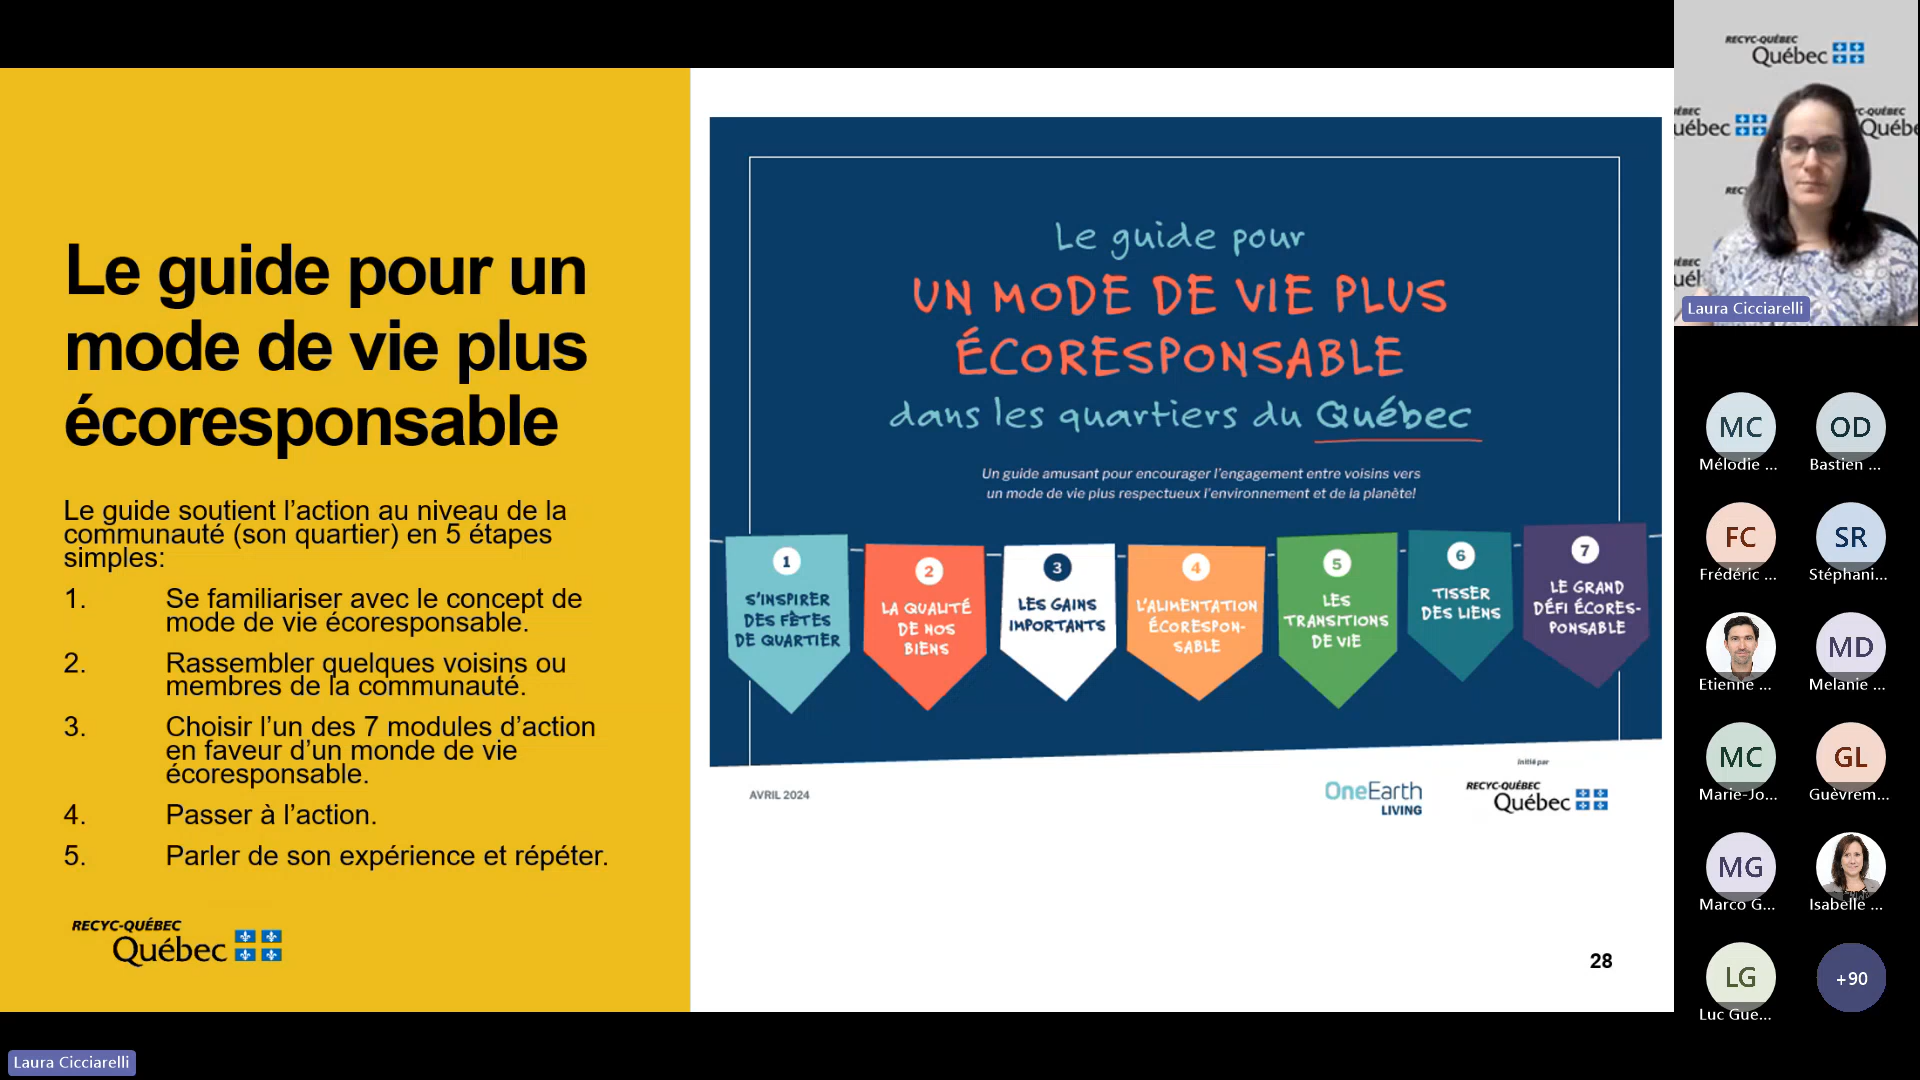 Le guide pour un
mode de vie plus
écoresponsable
Le guide soutient l'action au niveau de la
communauté (son quartier) en 5 étapes
simples:
1. Se familiariser avec le concept de
mode de vie écoresponsable.
2. Rassembler quelques voisins ou
membres de la communauté.
3. Choisir l'un des 7 modules d'action
en faveur d'un monde de vie
écoresponsable.
4. Passer à l'action.
5. Parler de son expérience et répéter.
RECYC-QUÉBEC
Québec
Le guide pour
UN MODE DE VIE PLUS
ÉCORESPONSABLE
dans les quartiers du Québec
Un guide amusant pour encourager l'engagement entre voisins vers
un mode de vie plus respectueux l'environnement et de la planète!
1
S'INSPIRER
DES FÊTES
DE QUARTIER
2
LA QUALITÉ
DE NOS
BIENS
3
LES GAINS
IMPORTANTS
4
L'ALIMENTATION
ÉCORESPON-
SABLE
5
LES
TRANSITIONS
DE VIE
6
TISSER
DES LIENS
7
LE GRAND
DÉFI ÉCORES-
PONSABLE
AVRIL 2024
OneEarth
LIVING
initié par
RECYC-QUÉBEC
Québec
28
RECYC-QUÉBEC
Québec
ÉBEC
uébec
C-QUÉBEC
Québ
REC
ÉBEC
uél
Laura Cicciarelli
MC
Mélodie ...
OD
Bastien ...
FC
Frédéric ...
SR
Stéphani...
Etienne ...
MD
Melanie ...
MC
Marie-Jo...
GL
Guèvrem...
MG
Marco G...
Isabelle ...
LG
Luc Gue...
+90
Laura Cicciarelli